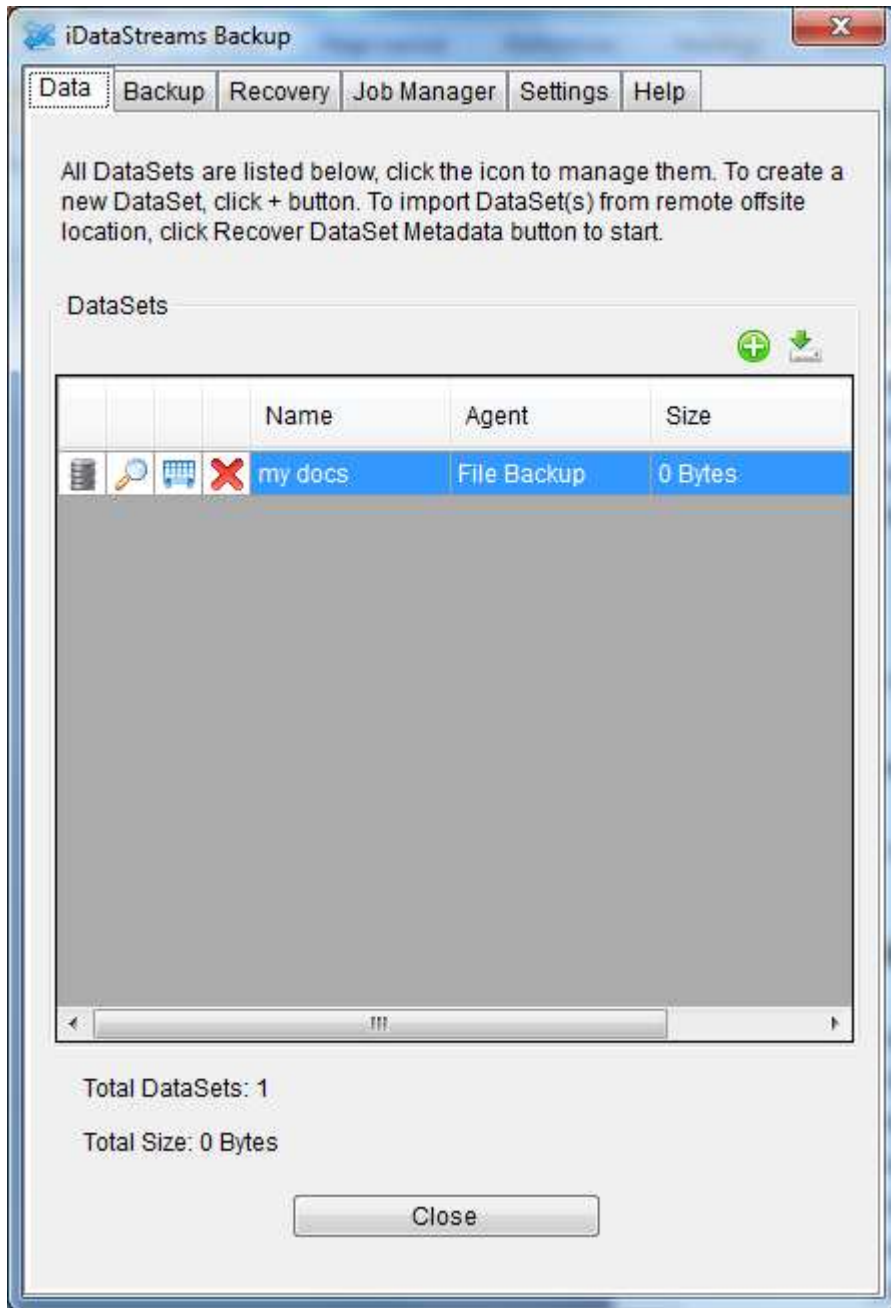 iDataStreams Backup
Data Backup Recovery Job Manager Settings Help
All DataSets are listed below, click the icon to manage them. To create a
new DataSet, click + button. To import DataSet(s) from remote offsite
location, click Recover DataSet Metadata button to start.
DataSets
Name Agent Size
my docs File Backup 0 Bytes
Total DataSets: 1
Total Size: 0 Bytes
Close